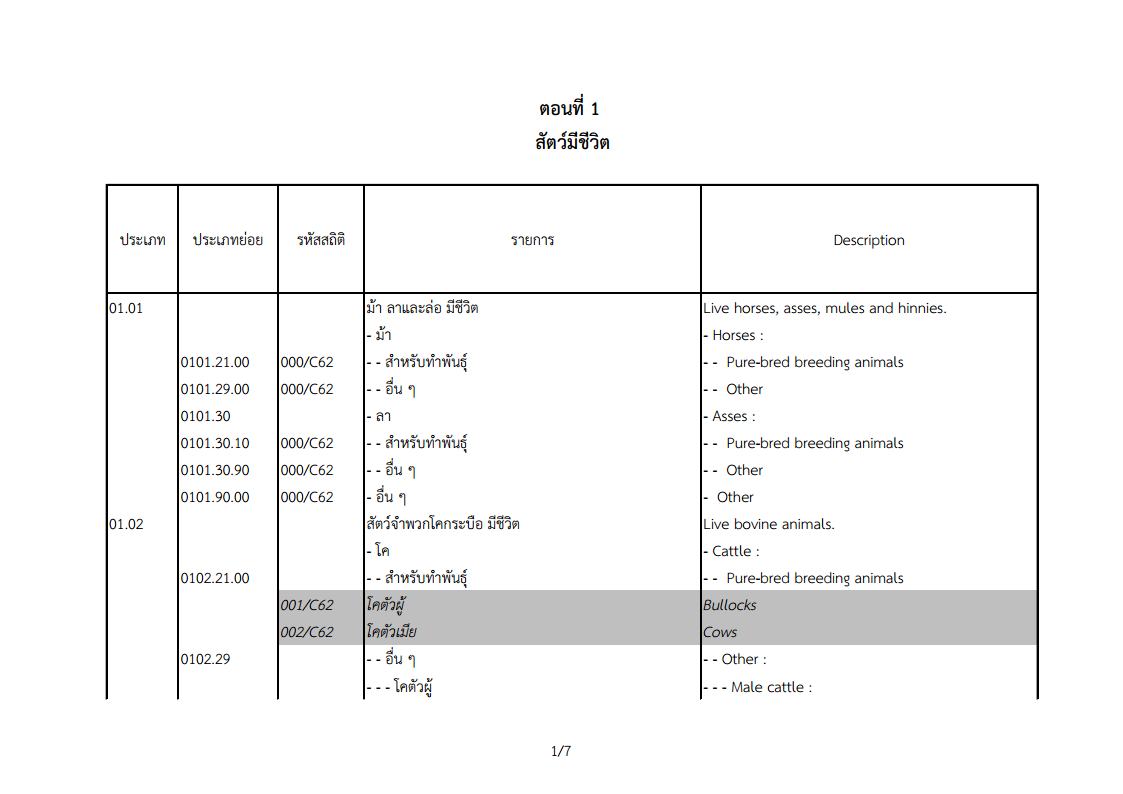 ตอนที่ 1
สัตว์มีชีวิต
ประเภท ประเภทย่อย รหัสสถิติ รายการ Description
01.01 ม้า ลาและล่อ มีชีวิต Live horses, asses, mules and hinnies.
- ม้า - Horses :
0101.21.00 000/C62 - - สำหรับทำพันธุ์ - - Pure-bred breeding animals
0101.29.00 000/C62 - - อื่น ๆ - - Other
0101.30 - ลา - Asses :
0101.30.10 000/C62 - - สำหรับทำพันธุ์ - - Pure-bred breeding animals
0101.30.90 000/C62 - - อื่น ๆ - - Other
0101.90.00 000/C62 - อื่น ๆ - Other
01.02 สัตว์จำพวกโคกระบือ มีชีวิต Live bovine animals.
- โค - Cattle :
0102.21.00 - - สำหรับทำพันธุ์ - - Pure-bred breeding animals
001/C62 โคตัวผู้ Bullocks
002/C62 โคตัวเมีย Cows
0102.29 - - อื่น ๆ - - Other :
- - - โคตัวผู้ - - - Male cattle :
1/7